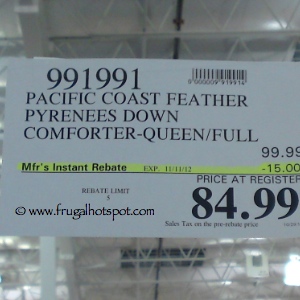 991991
PACIFIC COAST FEATHER
PYRENEES DOWN
COMFORTER-QUEEN/FULL
99.99
Mfr's Instant Rebate EXP. 11/11/12 -15.00
PRICE AT REGISTER
REBATE LIMIT
5
84.99
© www.frugalhotspot.com
Sales Tax on the pre-rebate price